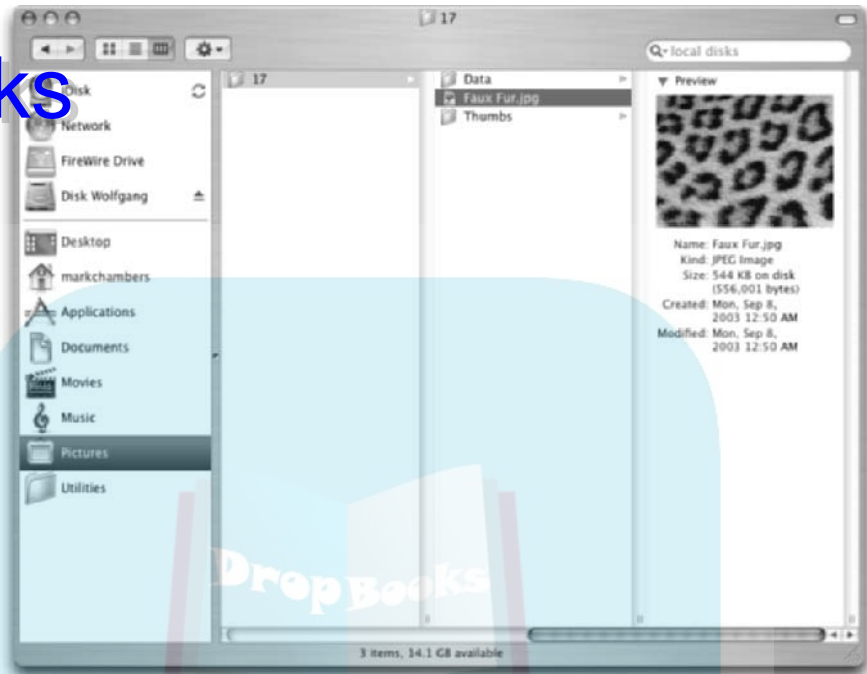 17
local disks
ks
iDisk
Network
FireWire Drive
Disk Wolfgang
Desktop
markchambers
Applications
Documents
Movies
Music
Pictures
Utilities
17
Data
Faux Fur.jpg
Thumbs
Preview
Name: Faux Fur.jpg
Kind: JPEG Image
Size: 544 KB on disk
(556,001 bytes)
Created: Mon, Sep 8,
2003 12:50 AM
Modified: Mon, Sep 8,
2003 12:50 AM
DropBooks
3 items, 14.1 GB available